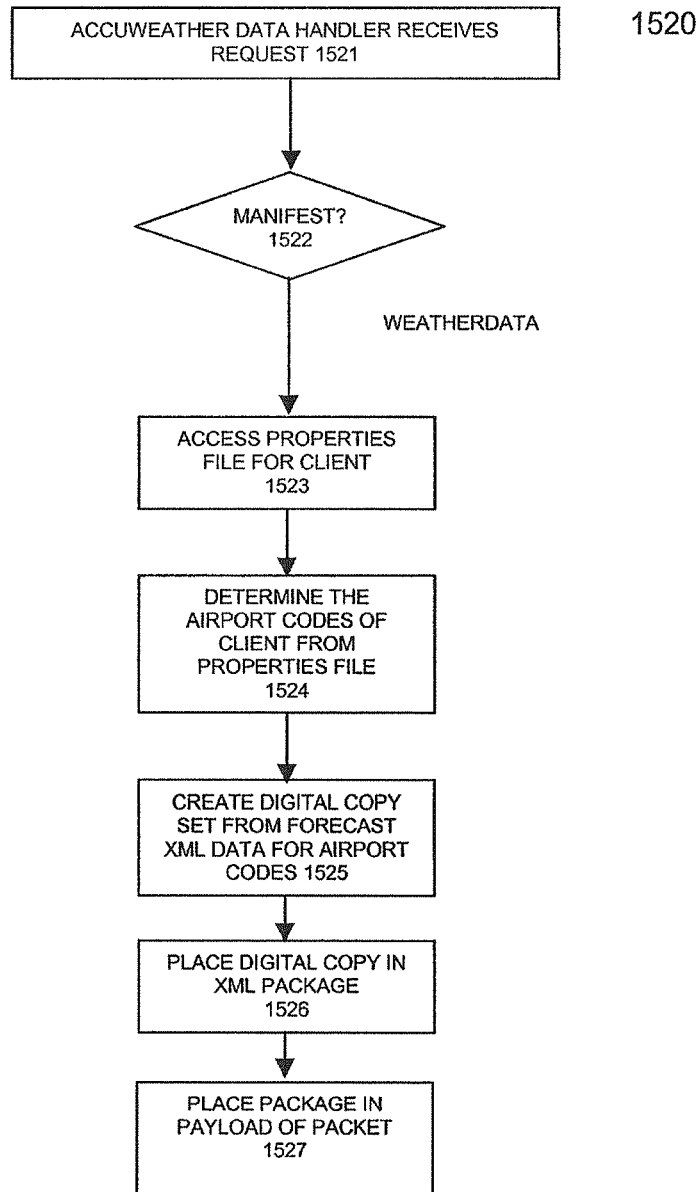 1520
ACCUWEATHER DATA HANDLER RECEIVES
REQUEST 1521
MANIFEST?
1522
WEATHERDATA
ACCESS PROPERTIES
FILE FOR CLIENT
1523
DETERMINE THE
AIRPORT CODES OF
CLIENT FROM
PROPERTIES FILE
1524
CREATE DIGITAL COPY
SET FROM FORECAST
XML DATA FOR AIRPORT
CODES 1525
PLACE DIGITAL COPY IN
XML PACKAGE
1526
PLACE PACKAGE IN
PAYLOAD OF PACKET
1527